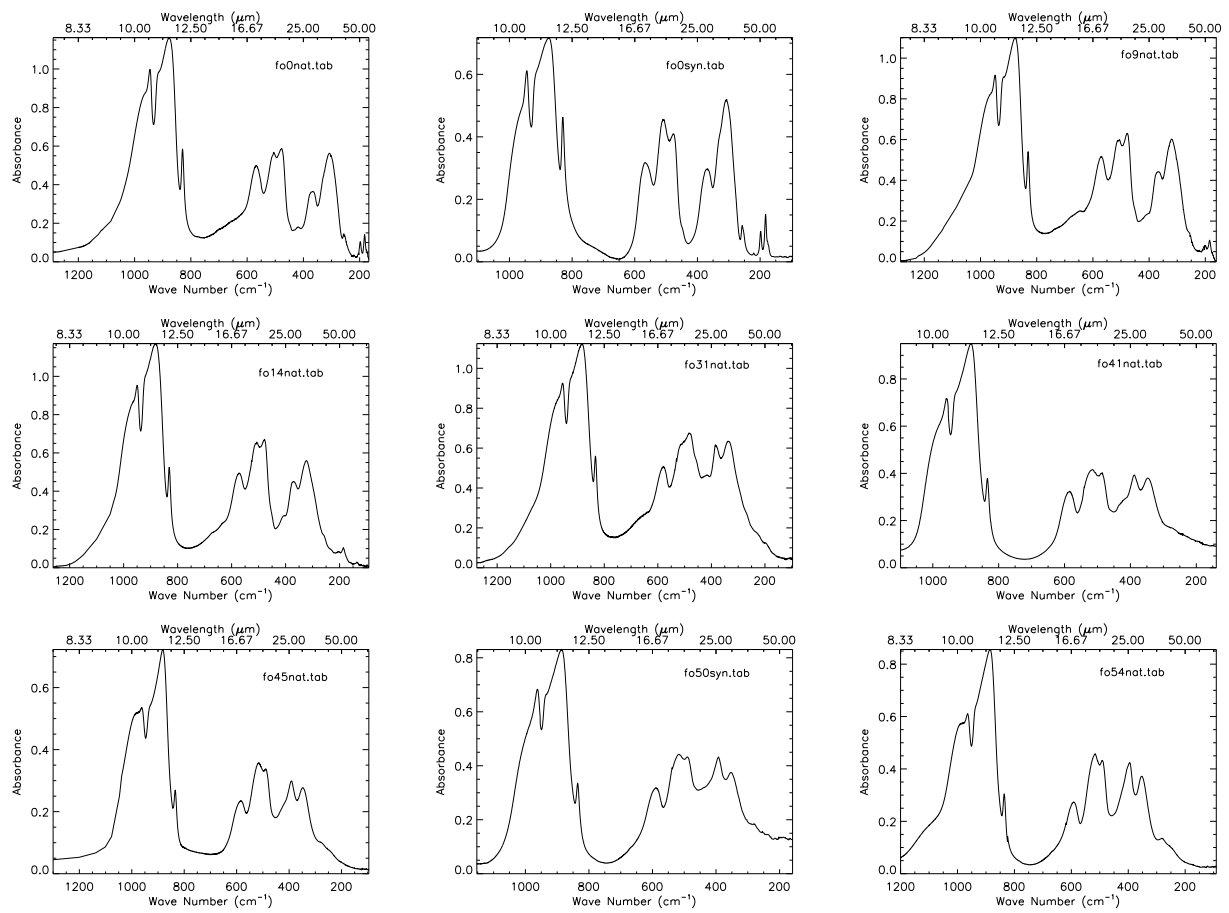 Wavelength (μm)
8.33 10.00 12.50 16.67 25.00 50.00
fo0nat.tab
Absorbance
1.0
0.8
0.6
0.4
0.2
0.0
1200 1000 800 600 400 200
Wave Number (cm⁻¹)
Wavelength (μm)
10.00 12.50 16.67 25.00 50.00
fo0syn.tab
Absorbance
0.6
0.4
0.2
0.0
1000 800 600 400 200
Wave Number (cm⁻¹)
Wavelength (μm)
8.33 10.00 12.50 16.67 25.00 50.00
fo9nat.tab
Absorbance
1.0
0.8
0.6
0.4
0.2
0.0
1200 1000 800 600 400 200
Wave Number (cm⁻¹)
Wavelength (μm)
8.33 10.00 12.50 16.67 25.00 50.00
fo14nat.tab
Absorbance
1.0
0.8
0.6
0.4
0.2
0.0
1200 1000 800 600 400 200
Wave Number (cm⁻¹)
Wavelength (μm)
8.33 10.00 12.50 16.67 25.00 50.00
fo31nat.tab
Absorbance
1.0
0.8
0.6
0.4
0.2
0.0
1200 1000 800 600 400 200
Wave Number (cm⁻¹)
Wavelength (μm)
10.00 12.50 16.67 25.00 50.00
fo41nat.tab
Absorbance
0.8
0.6
0.4
0.2
0.0
1000 800 600 400 200
Wave Number (cm⁻¹)
Wavelength (μm)
8.33 10.00 12.50 16.67 25.00 50.00
fo45nat.tab
Absorbance
0.6
0.4
0.2
0.0
1200 1000 800 600 400 200
Wave Number (cm⁻¹)
Wavelength (μm)
10.00 12.50 16.67 25.00 50.00
fo50syn.tab
Absorbance
0.8
0.6
0.4
0.2
0.0
1000 800 600 400 200
Wave Number (cm⁻¹)
Wavelength (μm)
8.33 10.00 12.50 16.67 25.00 50.00
fo54nat.tab
Absorbance
0.8
0.6
0.4
0.2
0.0
1200 1000 800 600 400 200
Wave Number (cm⁻¹)